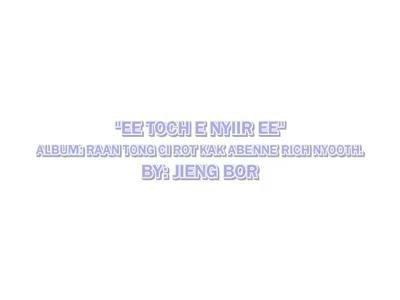 "EE TOCH E NYIIR EE"
ALBUM: RAAN TONG CI ROT KAK ABENNE RICH NYOOTH.
BY: JIENG BOR